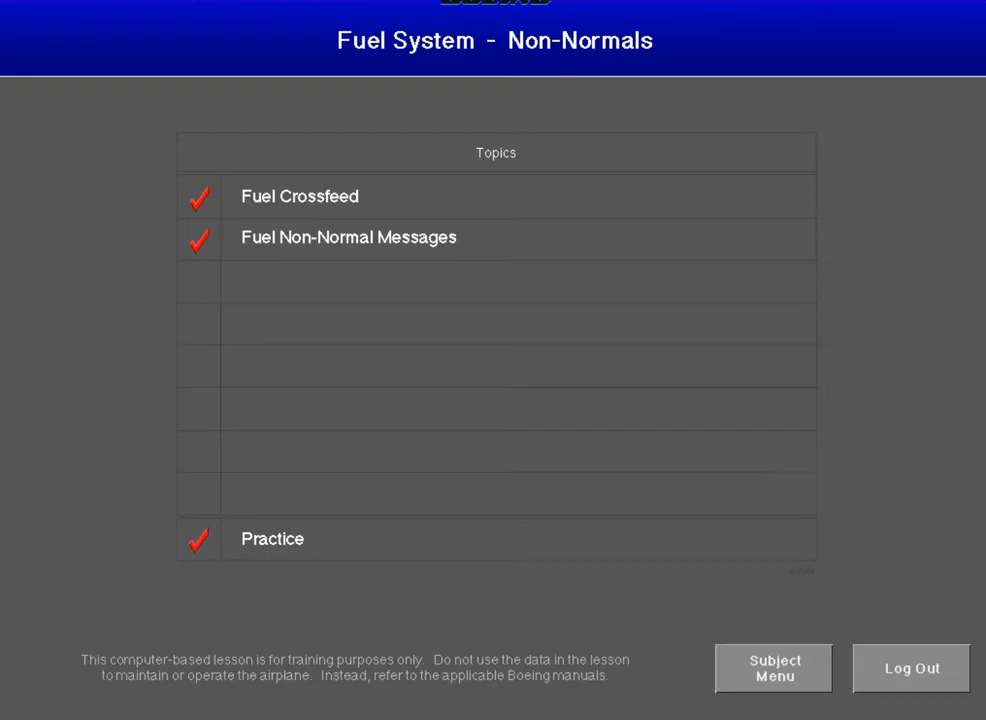 Fuel System - Non-Normals
Topics
Fuel Crossfeed
Fuel Non-Normal Messages
Practice
This computer-based lesson is for training purposes only. Do not use the data in the lesson
to maintain or operate the airplane. Instead, refer to the applicable Boeing manuals.
Subject
Menu
Log Out